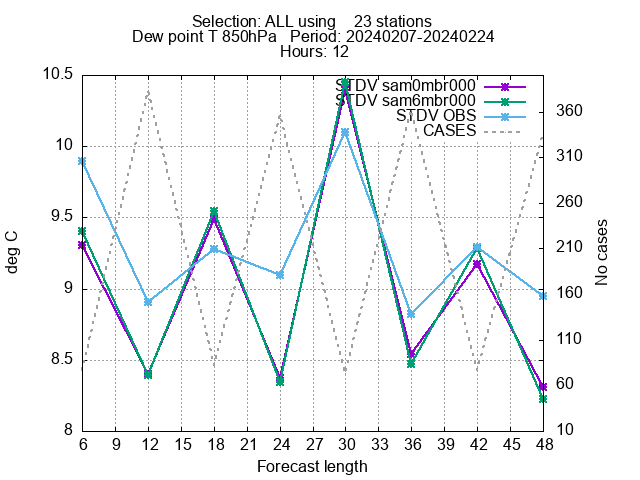 Selection: ALL using    23 stations
Dew point T 850hPa   Period: 20240207-20240224
Hours: 12
STDV sam0mbr000
STDV sam6mbr000
STDV OBS
CASES
10.5
10
9.5
9
8.5
8
deg C
360
310
260
210
160
110
60
10
No cases
6 9 12 15 18 21 24 27 30 33 36 39 42 45 48
Forecast length